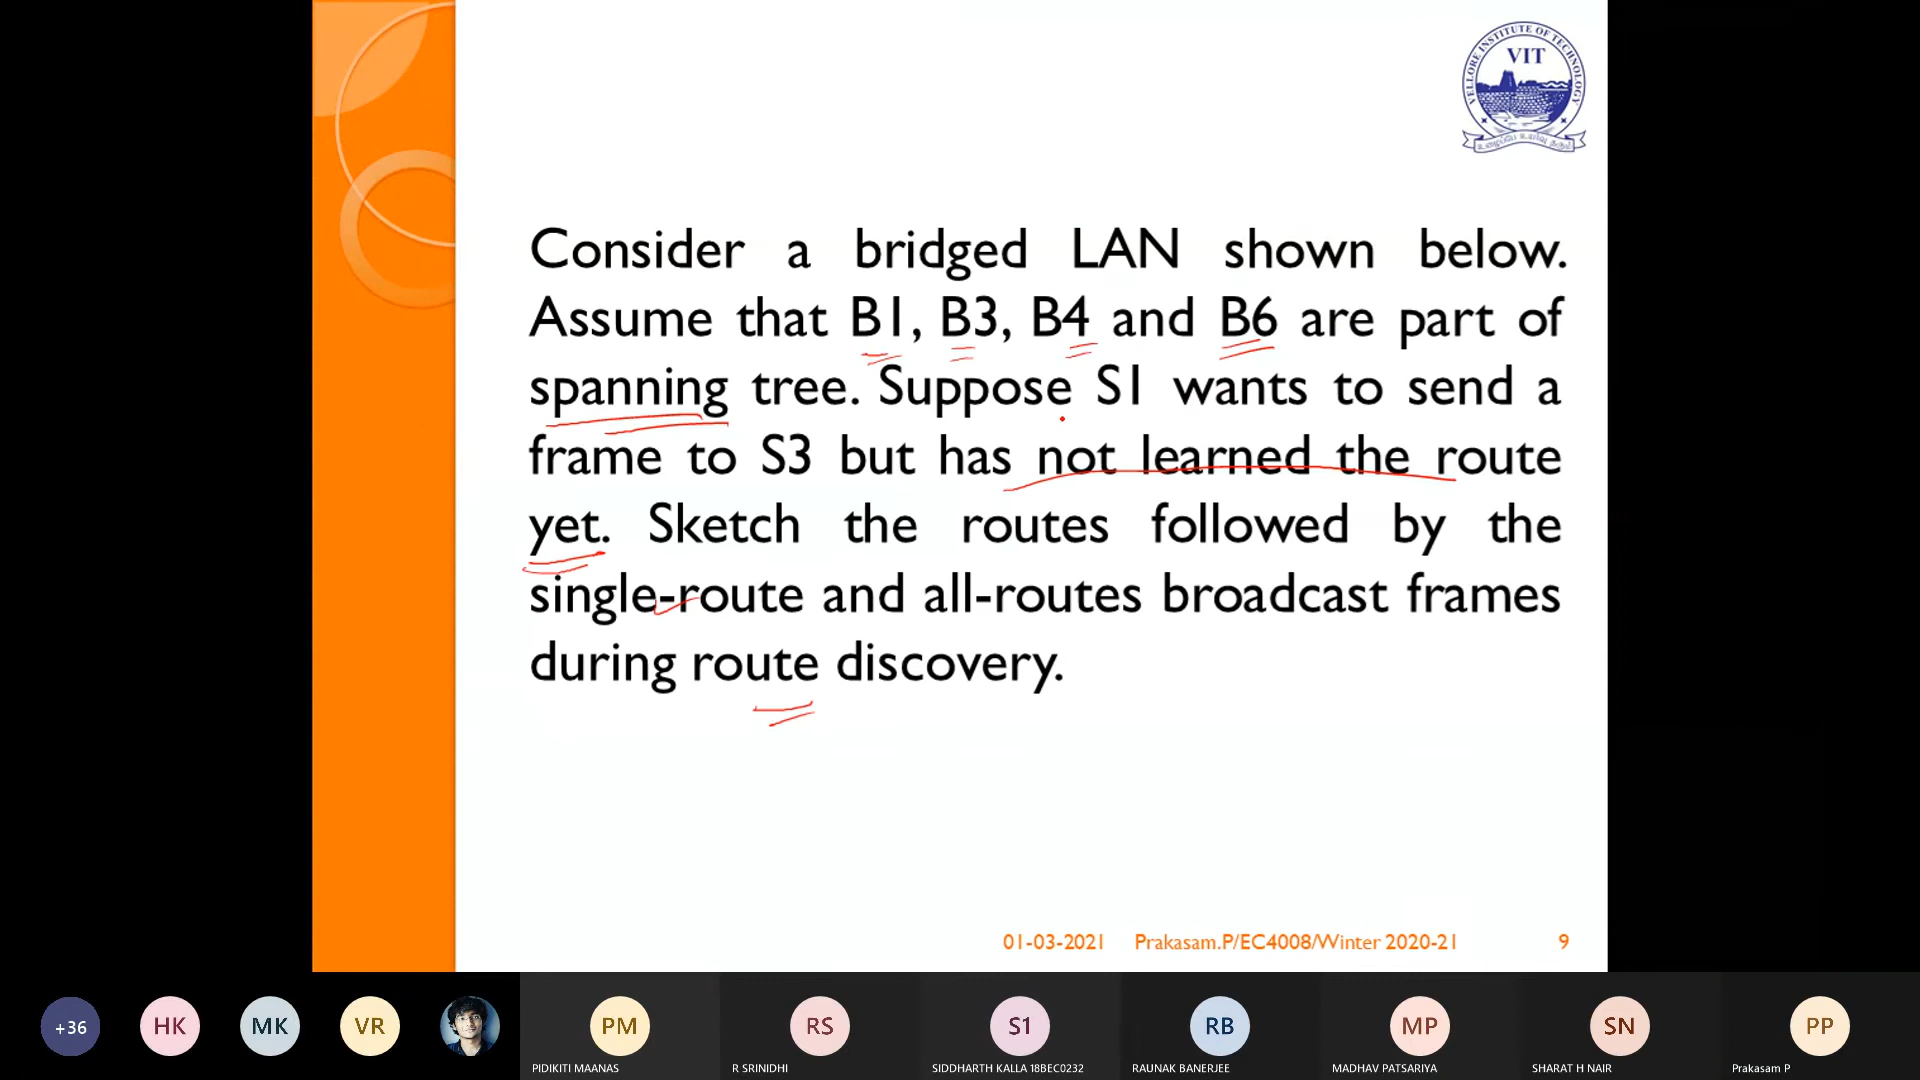 VELLORE INSTITUTE OF TECHNOLOGY
VIT
Consider a bridged LAN shown below.
Assume that B1, B3, B4 and B6 are part of
spanning tree. Suppose S1 wants to send a
frame to S3 but has not learned the route
yet. Sketch the routes followed by the
single-route and all-routes broadcast frames
during route discovery.
01-03-2021 Prakasam.P/EC4008/Winter 2020-21 9
+36 HK MK VR PM RS S1 RB MP SN PP
PIDIKITI MAANAS R SRINIDHI SIDDHARTH KALLA 18BEC0232 RAUNAK BANERJEE MADHAV PATSARIYA SHARAT H NAIR Prakasam P